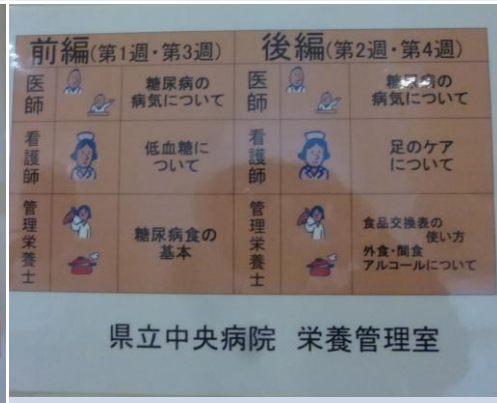 前編(第1週・第3週)
後編(第2週・第4週)
医師
糖尿病の
病気について
医師
糖尿病の
病気について
看護師
低血糖に
ついて
看護師
足のケア
について
管理栄養士
糖尿病食の
基本
管理栄養士
食品交換表の
使い方
外食・間食
アルコールについて
県立中央病院 栄養管理室